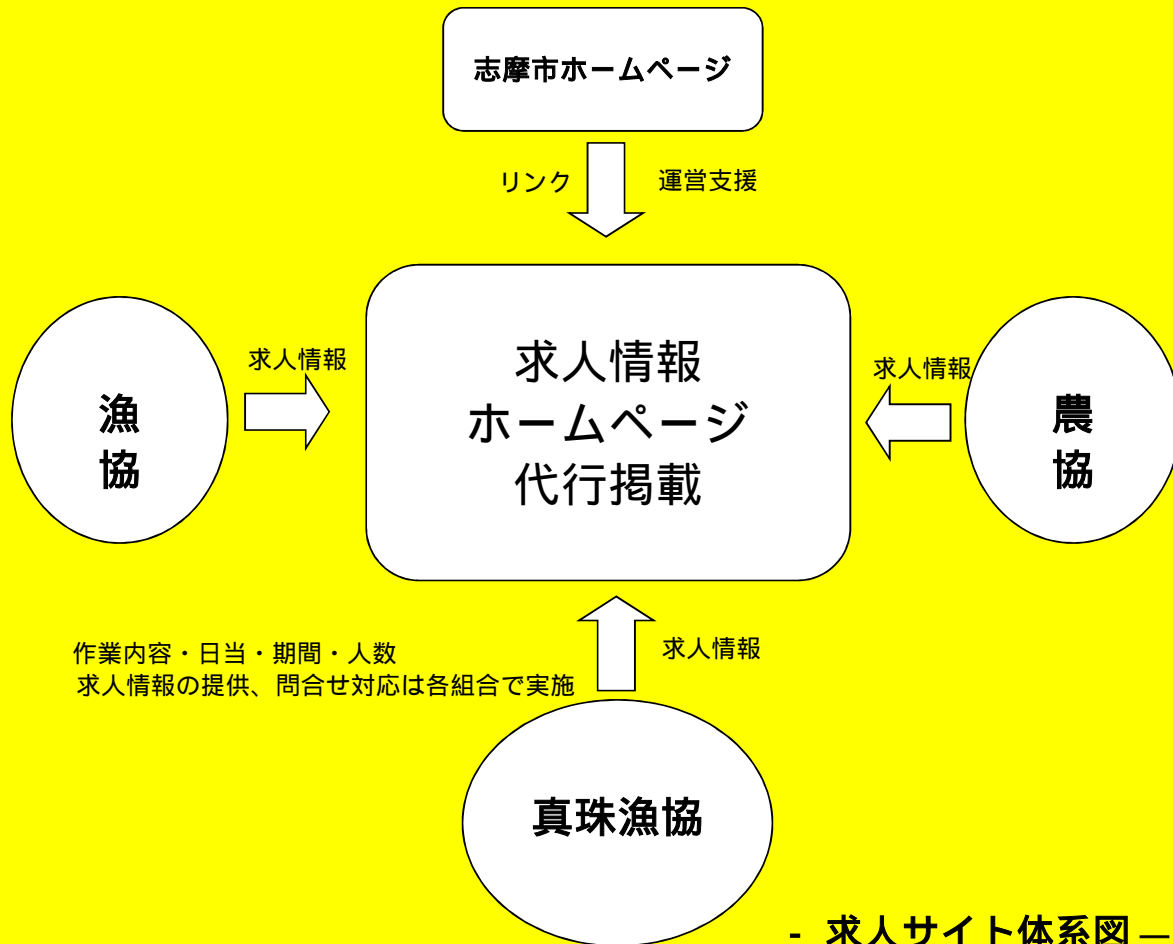 志摩市ホームページ
リンク
運営支援
求人情報
求人情報
ホームページ
代行掲載
求人情報
漁
協
農
協
作業内容・日当・期間・人数
求人情報の提供、問合せ対応は各組合で実施
求人情報
真珠漁協
- 求人サイト体系図 —